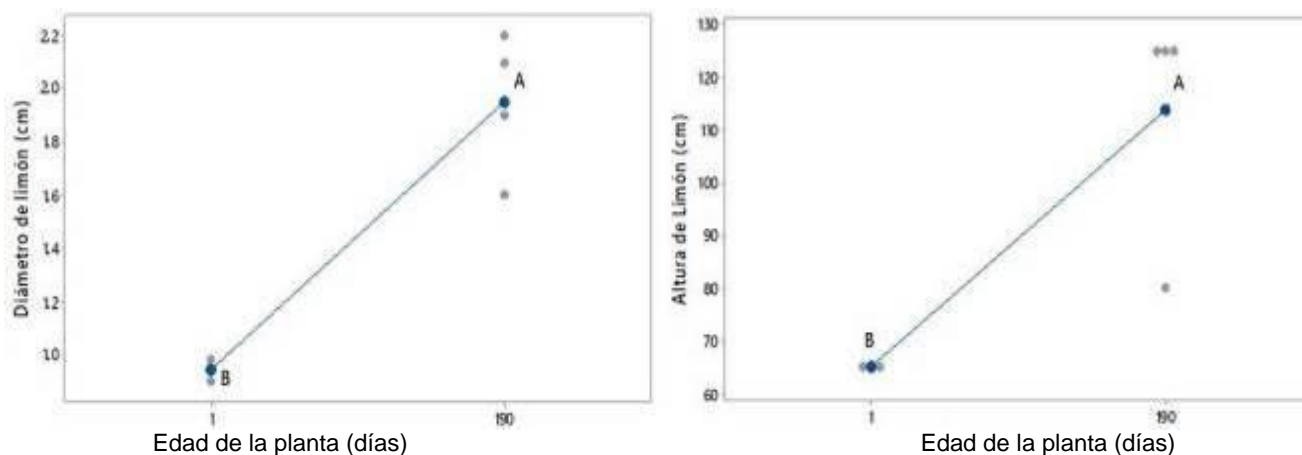 Diámetro de limón (cm)
2.2
2.0
1.8
1.6
1.4
1.2
1.0
A
B
1
190
Edad de la planta (días)
Altura de Limón (cm)
130
120
110
100
90
80
70
60
A
B
1
190
Edad de la planta (días)